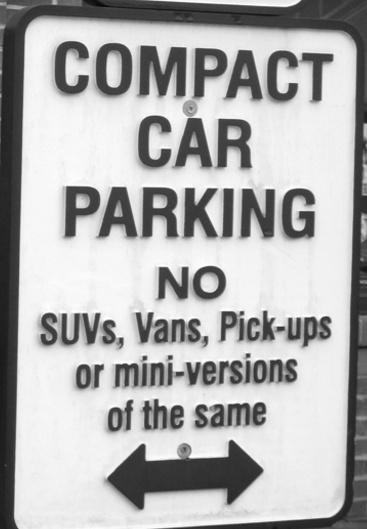 COMPACT
CAR
PARKING
NO
SUVs, Vans, Pick-ups
or mini-versions
of the same